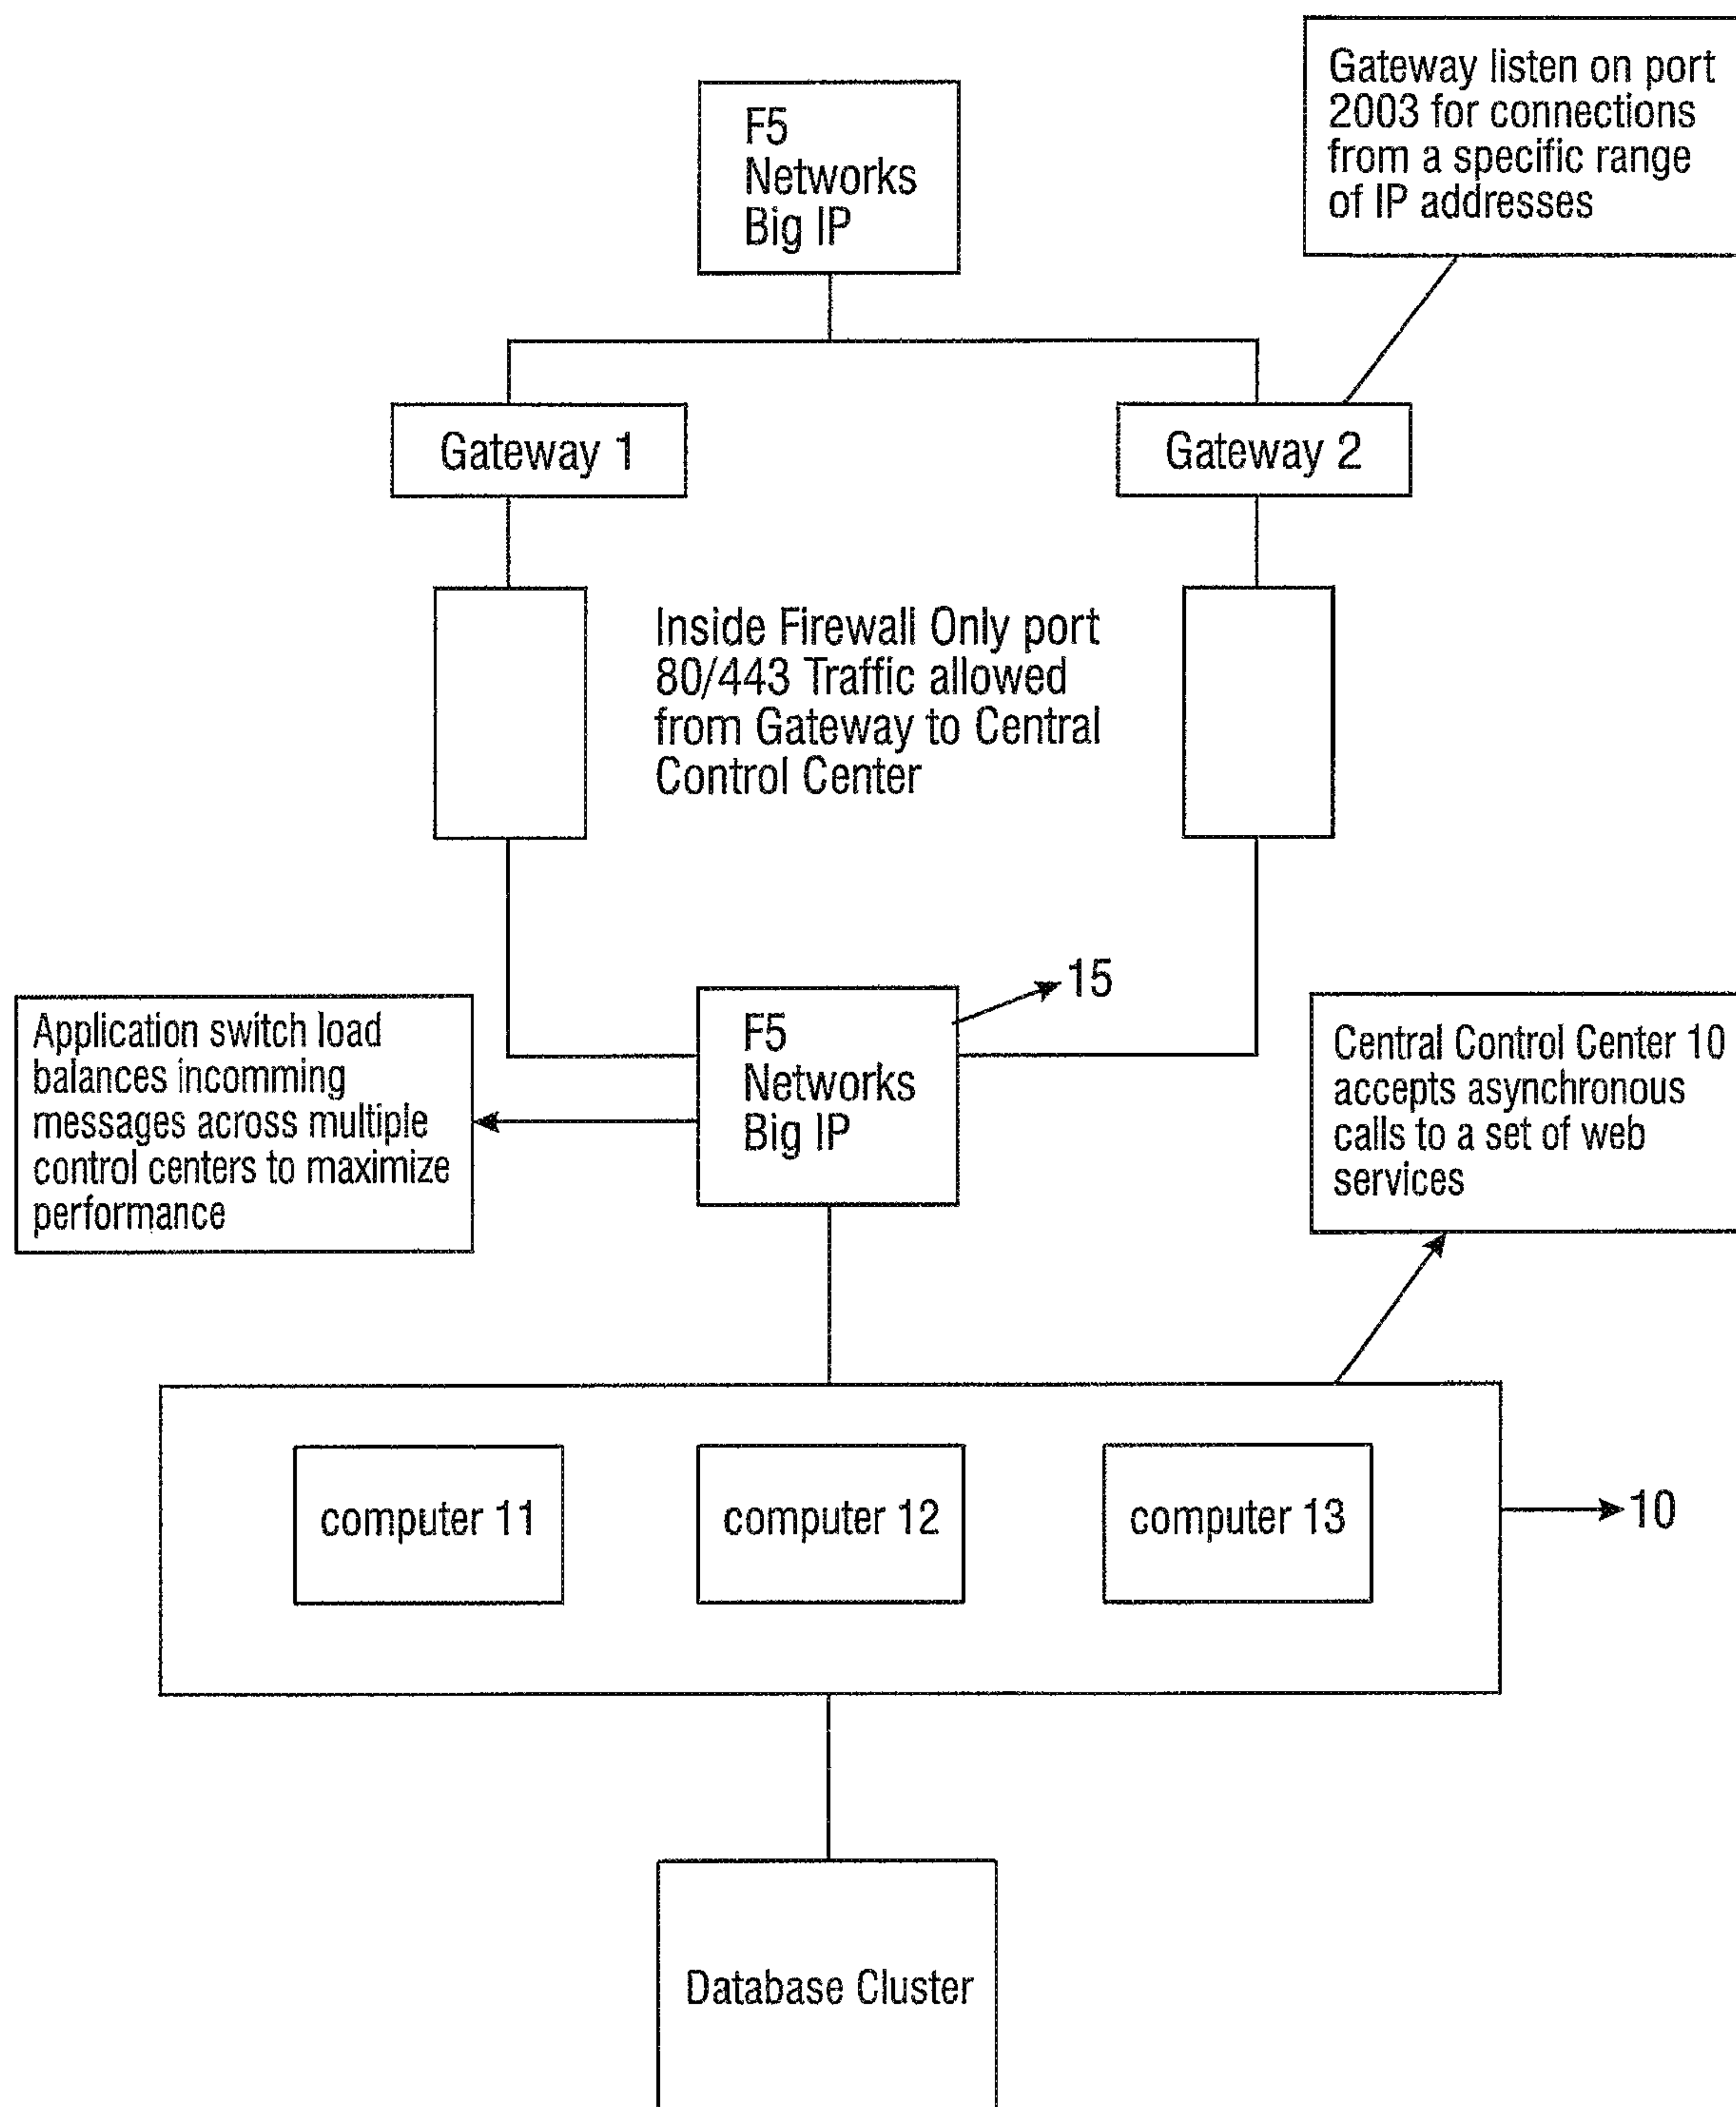 F5
Networks
Big IP
Gateway listen on port
2003 for connections
from a specific range
of IP addresses
Gateway 1
Gateway 2
Inside Firewall Only port
80/443 Traffic allowed
from Gateway to Central
Control Center
15
Application switch load
balances incomming
messages across multiple
control centers to maximize
performance
F5
Networks
Big IP
Central Control Center 10
accepts asynchronous
calls to a set of web
services
computer 11
computer 12
computer 13
10
Database Cluster